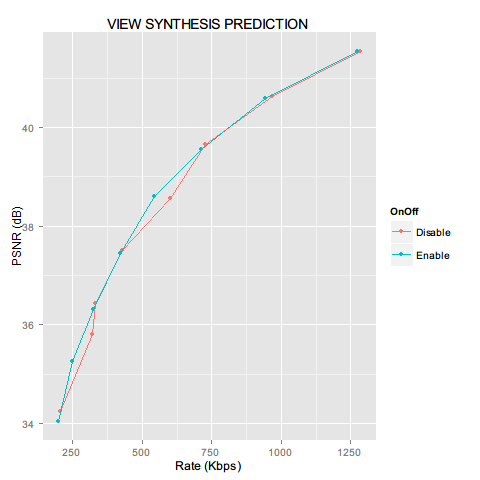 VIEW SYNTHESIS PREDICTION
PSNR (dB)
40
38
36
34
250
500
750
1000
1250
Rate (Kbps)
OnOff
Disable
Enable